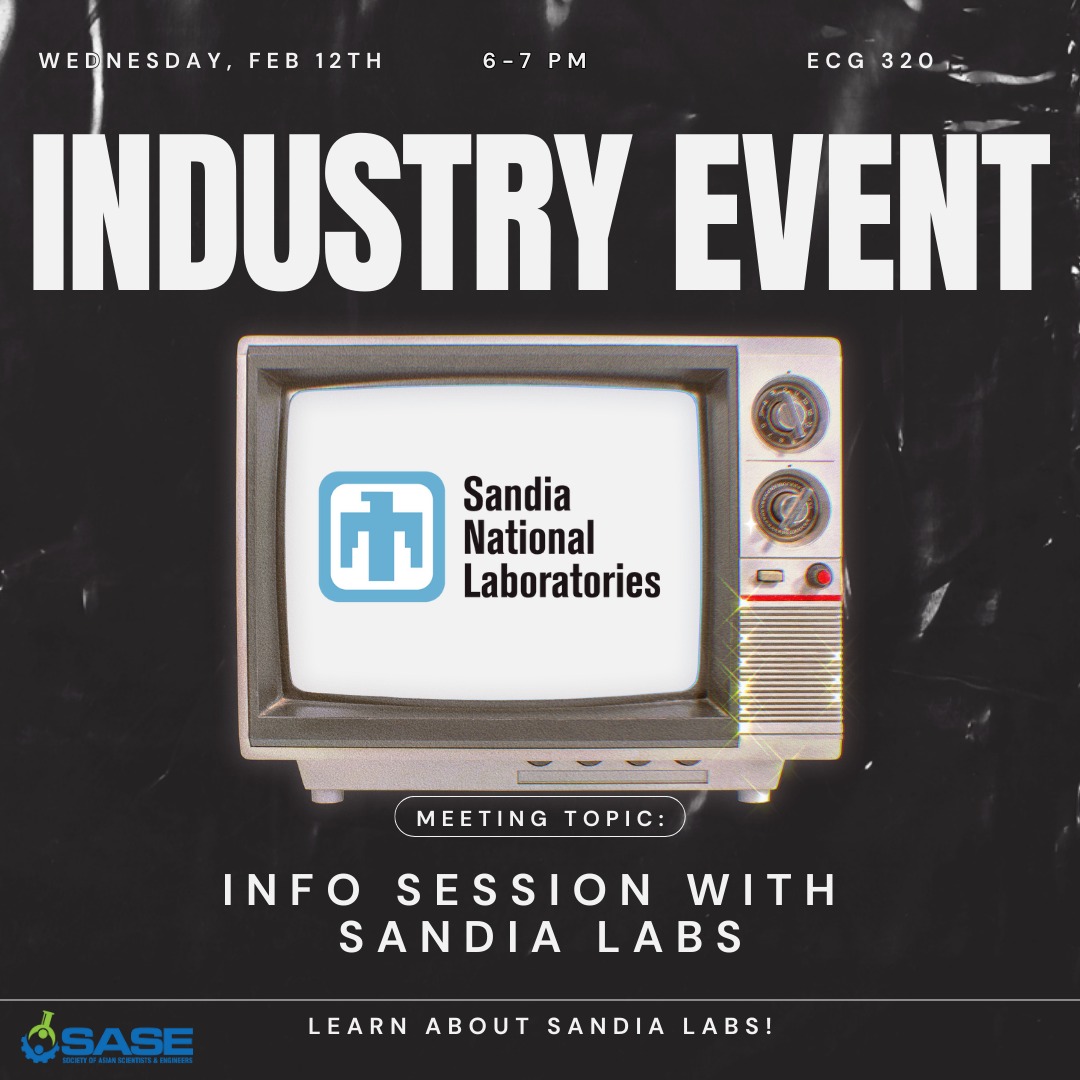 WEDNESDAY, FEB 12TH
6-7 PM
ECG 320
INDUSTRY EVENT
Sandia
National
Laboratories
MEETING TOPIC:
INFO SESSION WITH
SANDIA LABS
LEARN ABOUT SANDIA LABS!
SASE
SOCIETY OF ASIAN SCIENTISTS & ENGINEERS